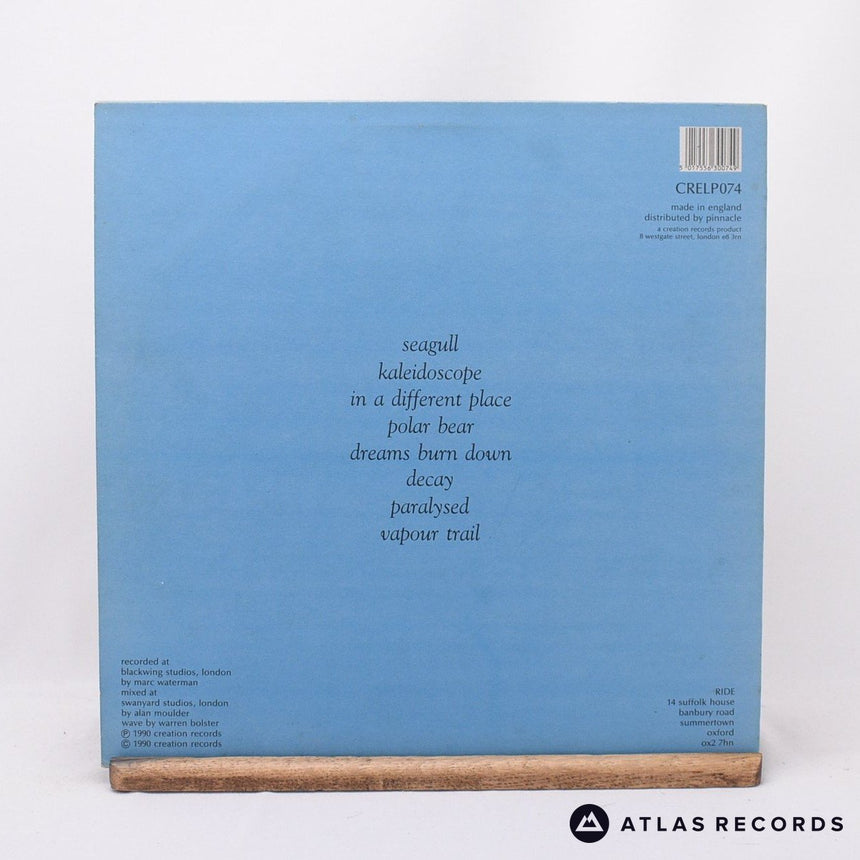 5 017556 300749
CRELP074
made in england
distributed by pinnacle
a creation records product
8 westgate street, london e8 3rn
seagull
kaleidoscope
in a different place
polar bear
dreams burn down
decay
paralysed
vapour trail
recorded at
blackwing studios, london
by marc waterman
mixed at
swanyard studios, london
by alan moulder
wave by warren bolster
℗ 1990 creation records
© 1990 creation records
RIDE
14 suffolk house
banbury road
summertown
oxford
ox2 7hn
ATLAS RECORDS